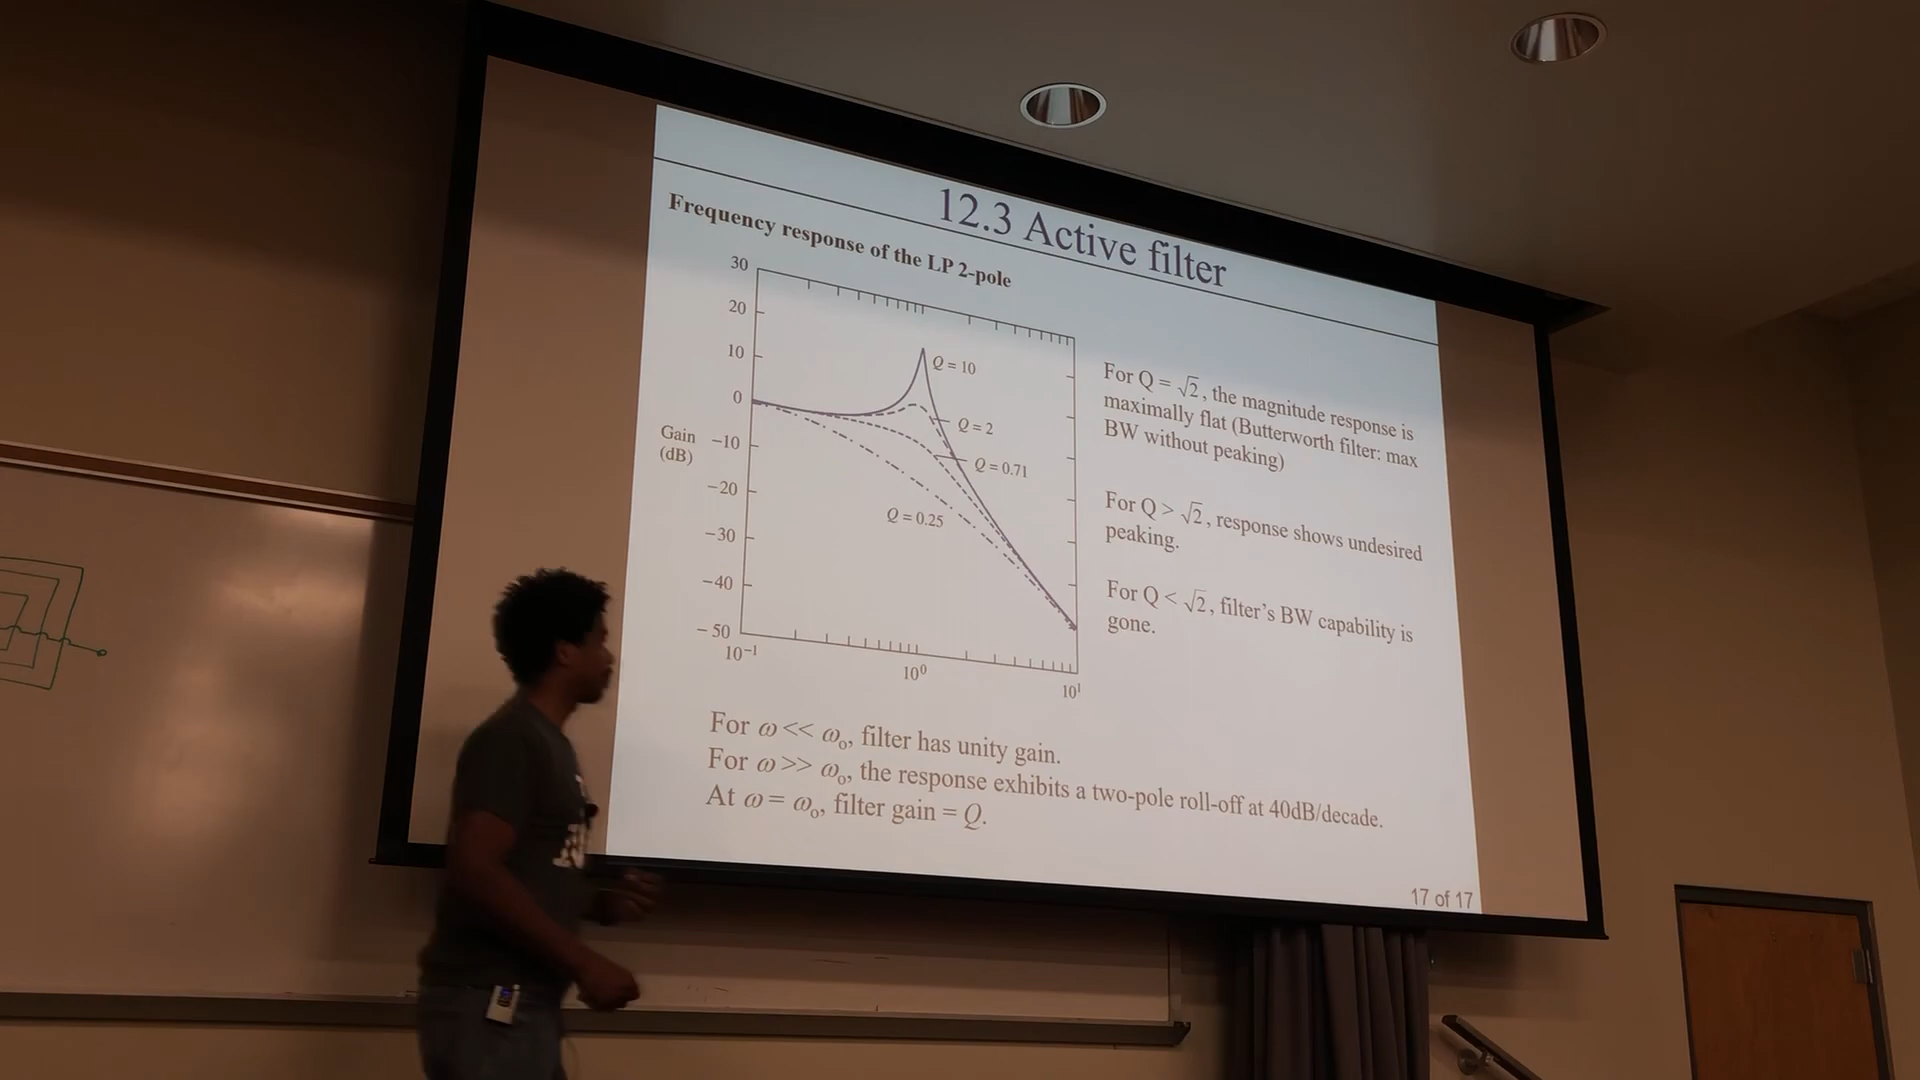 12.3 Active filter
Frequency response of the LP 2-pole
30
20
10
0
Gain
(dB)
−10
−20
−30
−40
−50
10⁻¹
10⁰
10¹
Q = 10
Q = 2
Q = 0.71
Q = 0.25
For Q = √2, the magnitude response is
maximally flat (Butterworth filter: max
BW without peaking)
For Q > √2, response shows undesired
peaking.
For Q < √2, filter's BW capability is
gone.
For ω << ωₒ, filter has unity gain.
For ω >> ωₒ, the response exhibits a two-pole roll-off at 40dB/decade.
At ω = ωₒ, filter gain = Q.
17 of 17